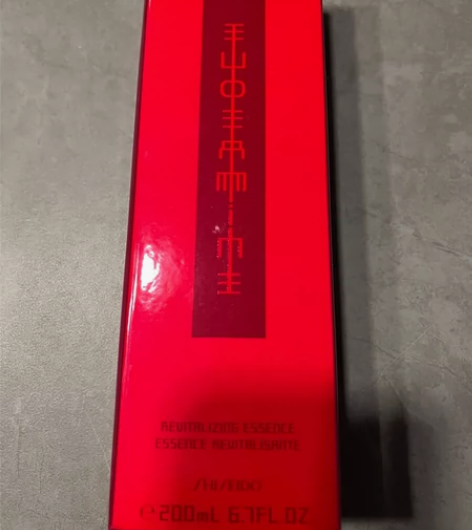 EUDERMINE
REVITALIZING ESSENCE
ESSENCE REVITALISANTE
SHISEIDO
℮200mL 6.7FL.OZ.